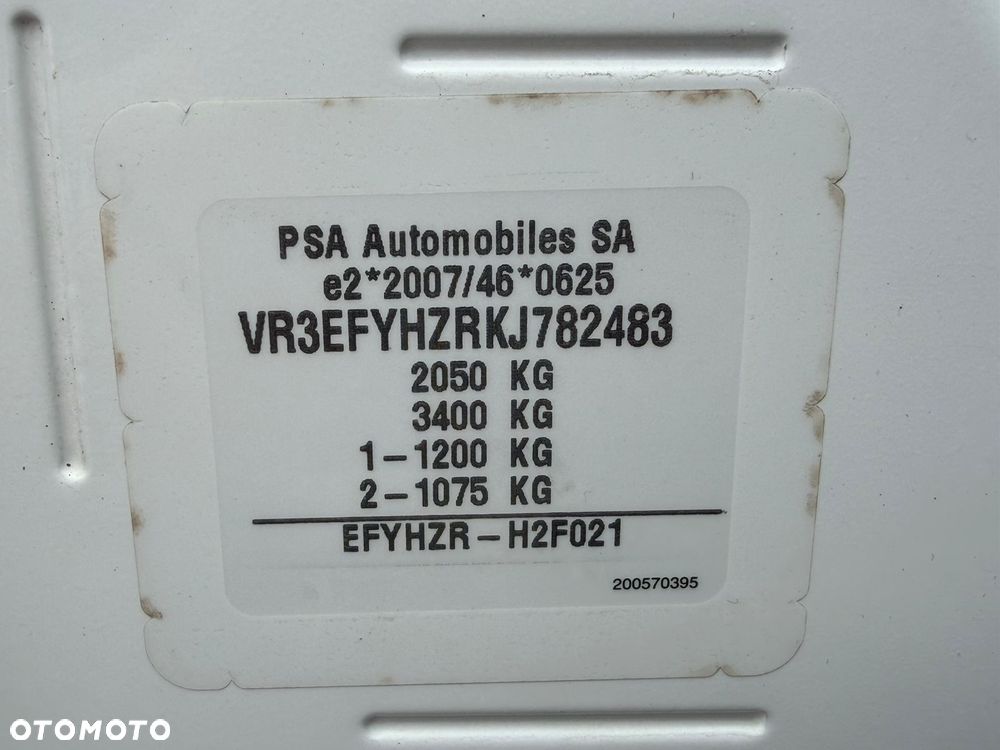 PSA Automobiles SA
e2*2007/46*0625
VR3EFYHZRKJ782483
2050 KG
3400 KG
1-1200 KG
2-1075 KG
EFYHZR-H2F021
200570395
OTOMOTO